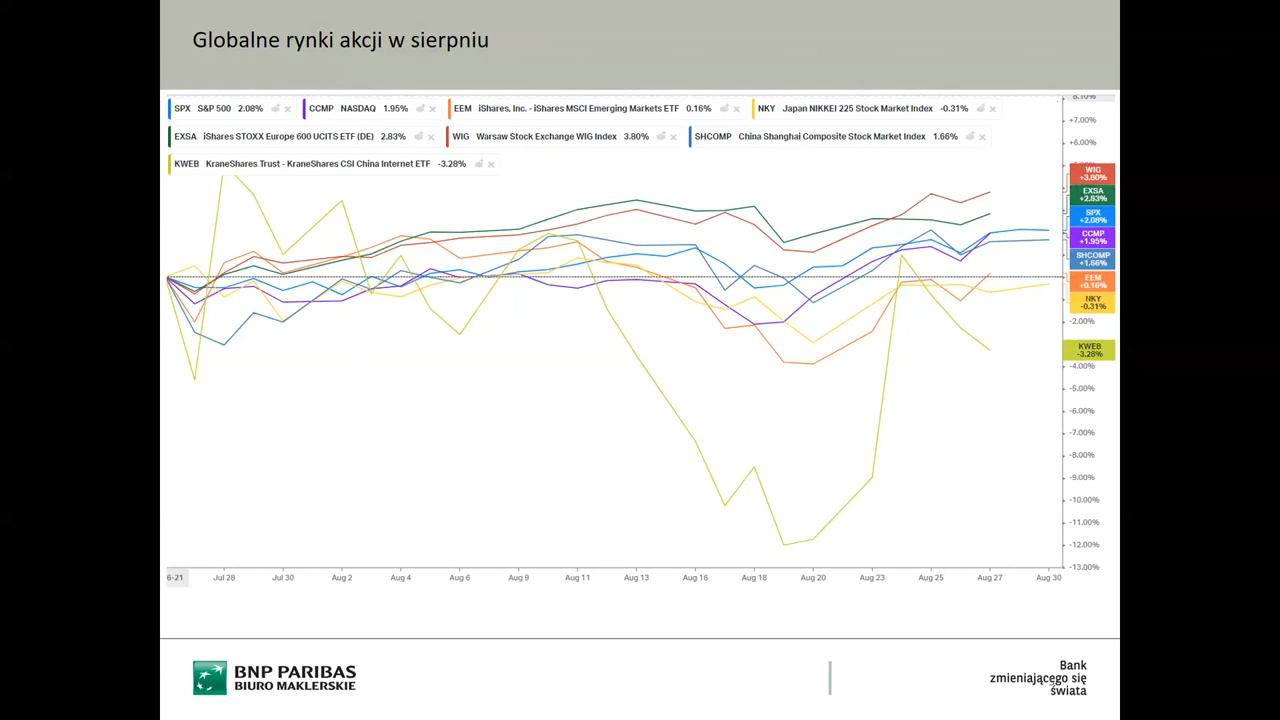 Globalne rynki akcji w sierpniu
SPX S&P 500 2.08% CCMP NASDAQ 1.95% EEM iShares, Inc. - iShares MSCI Emerging Markets ETF 0.16% NKY Japan NIKKEI 225 Stock Market Index -0.31%
EXSA iShares STOXX Europe 600 UCITS ETF (DE) 2.83% WIG Warsaw Stock Exchange WIG Index 3.80% SHCOMP China Shanghai Composite Stock Market Index 1.66%
KWEB KraneShares Trust - KraneShares CSI China Internet ETF -3.28%
+7.00%
+6.00%
WIG
+3.80%
EXSA
+2.83%
SPX
+2.08%
CCMP
+1.95%
SHCOMP
+1.66%
EEM
+0.16%
NKY
-0.31%
-2.00%
KWEB
-3.28%
-4.00%
-5.00%
-6.00%
-7.00%
-8.00%
-9.00%
-10.00%
-11.00%
-12.00%
-13.00%
6-21 Jul 28 Jul 30 Aug 2 Aug 4 Aug 6 Aug 9 Aug 11 Aug 13 Aug 16 Aug 18 Aug 20 Aug 23 Aug 25 Aug 27 Aug 30
BNP PARIBAS
BIURO MAKLERSKIE
Bank
zmieniającego się
świata